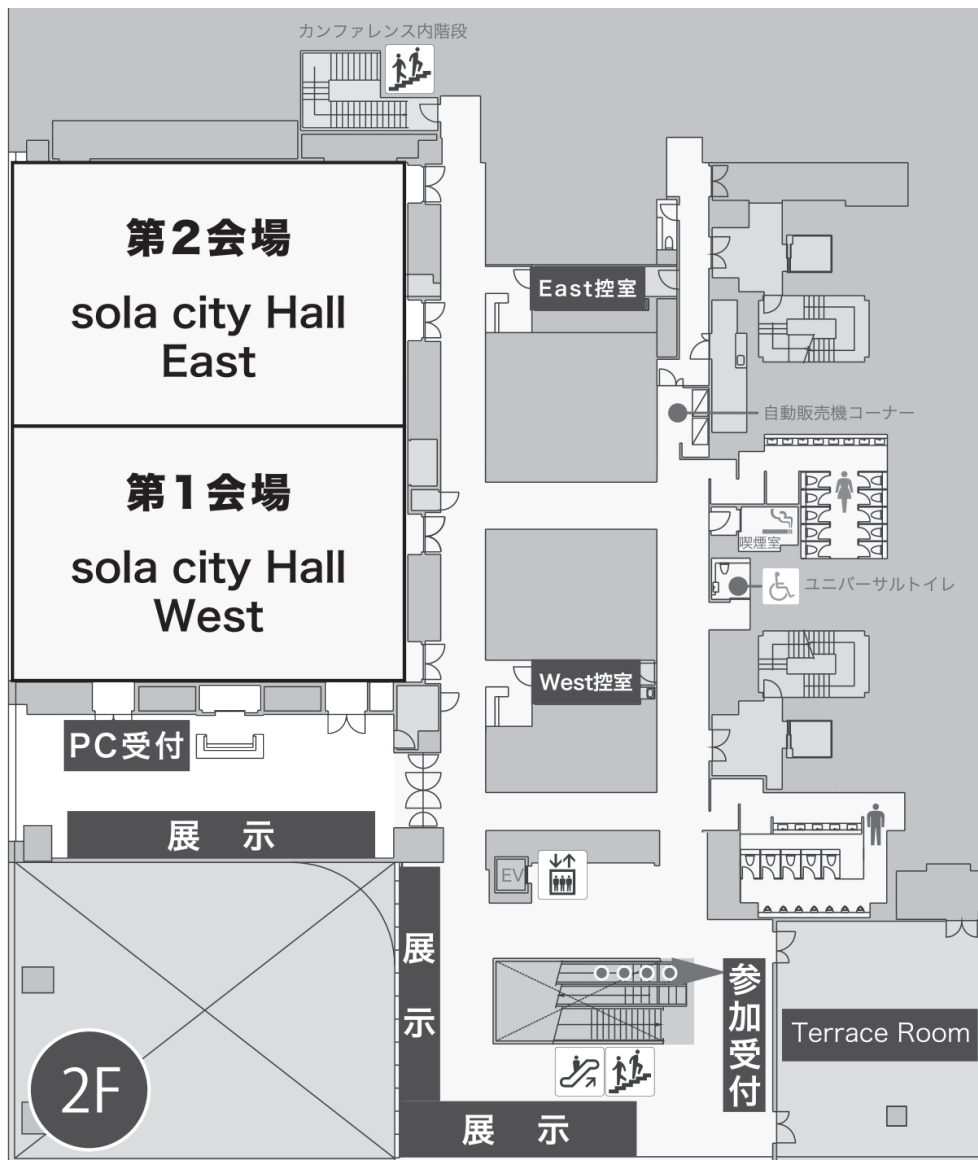 カンファレンス内階段
第2会場
sola city Hall
East
East控室
自動販売機コーナー
第1会場
sola city Hall
West
喫煙室
ユニバーサルトイレ
West控室
PC受付
展 示
EV
展示
参加受付
Terrace Room
2F
展 示